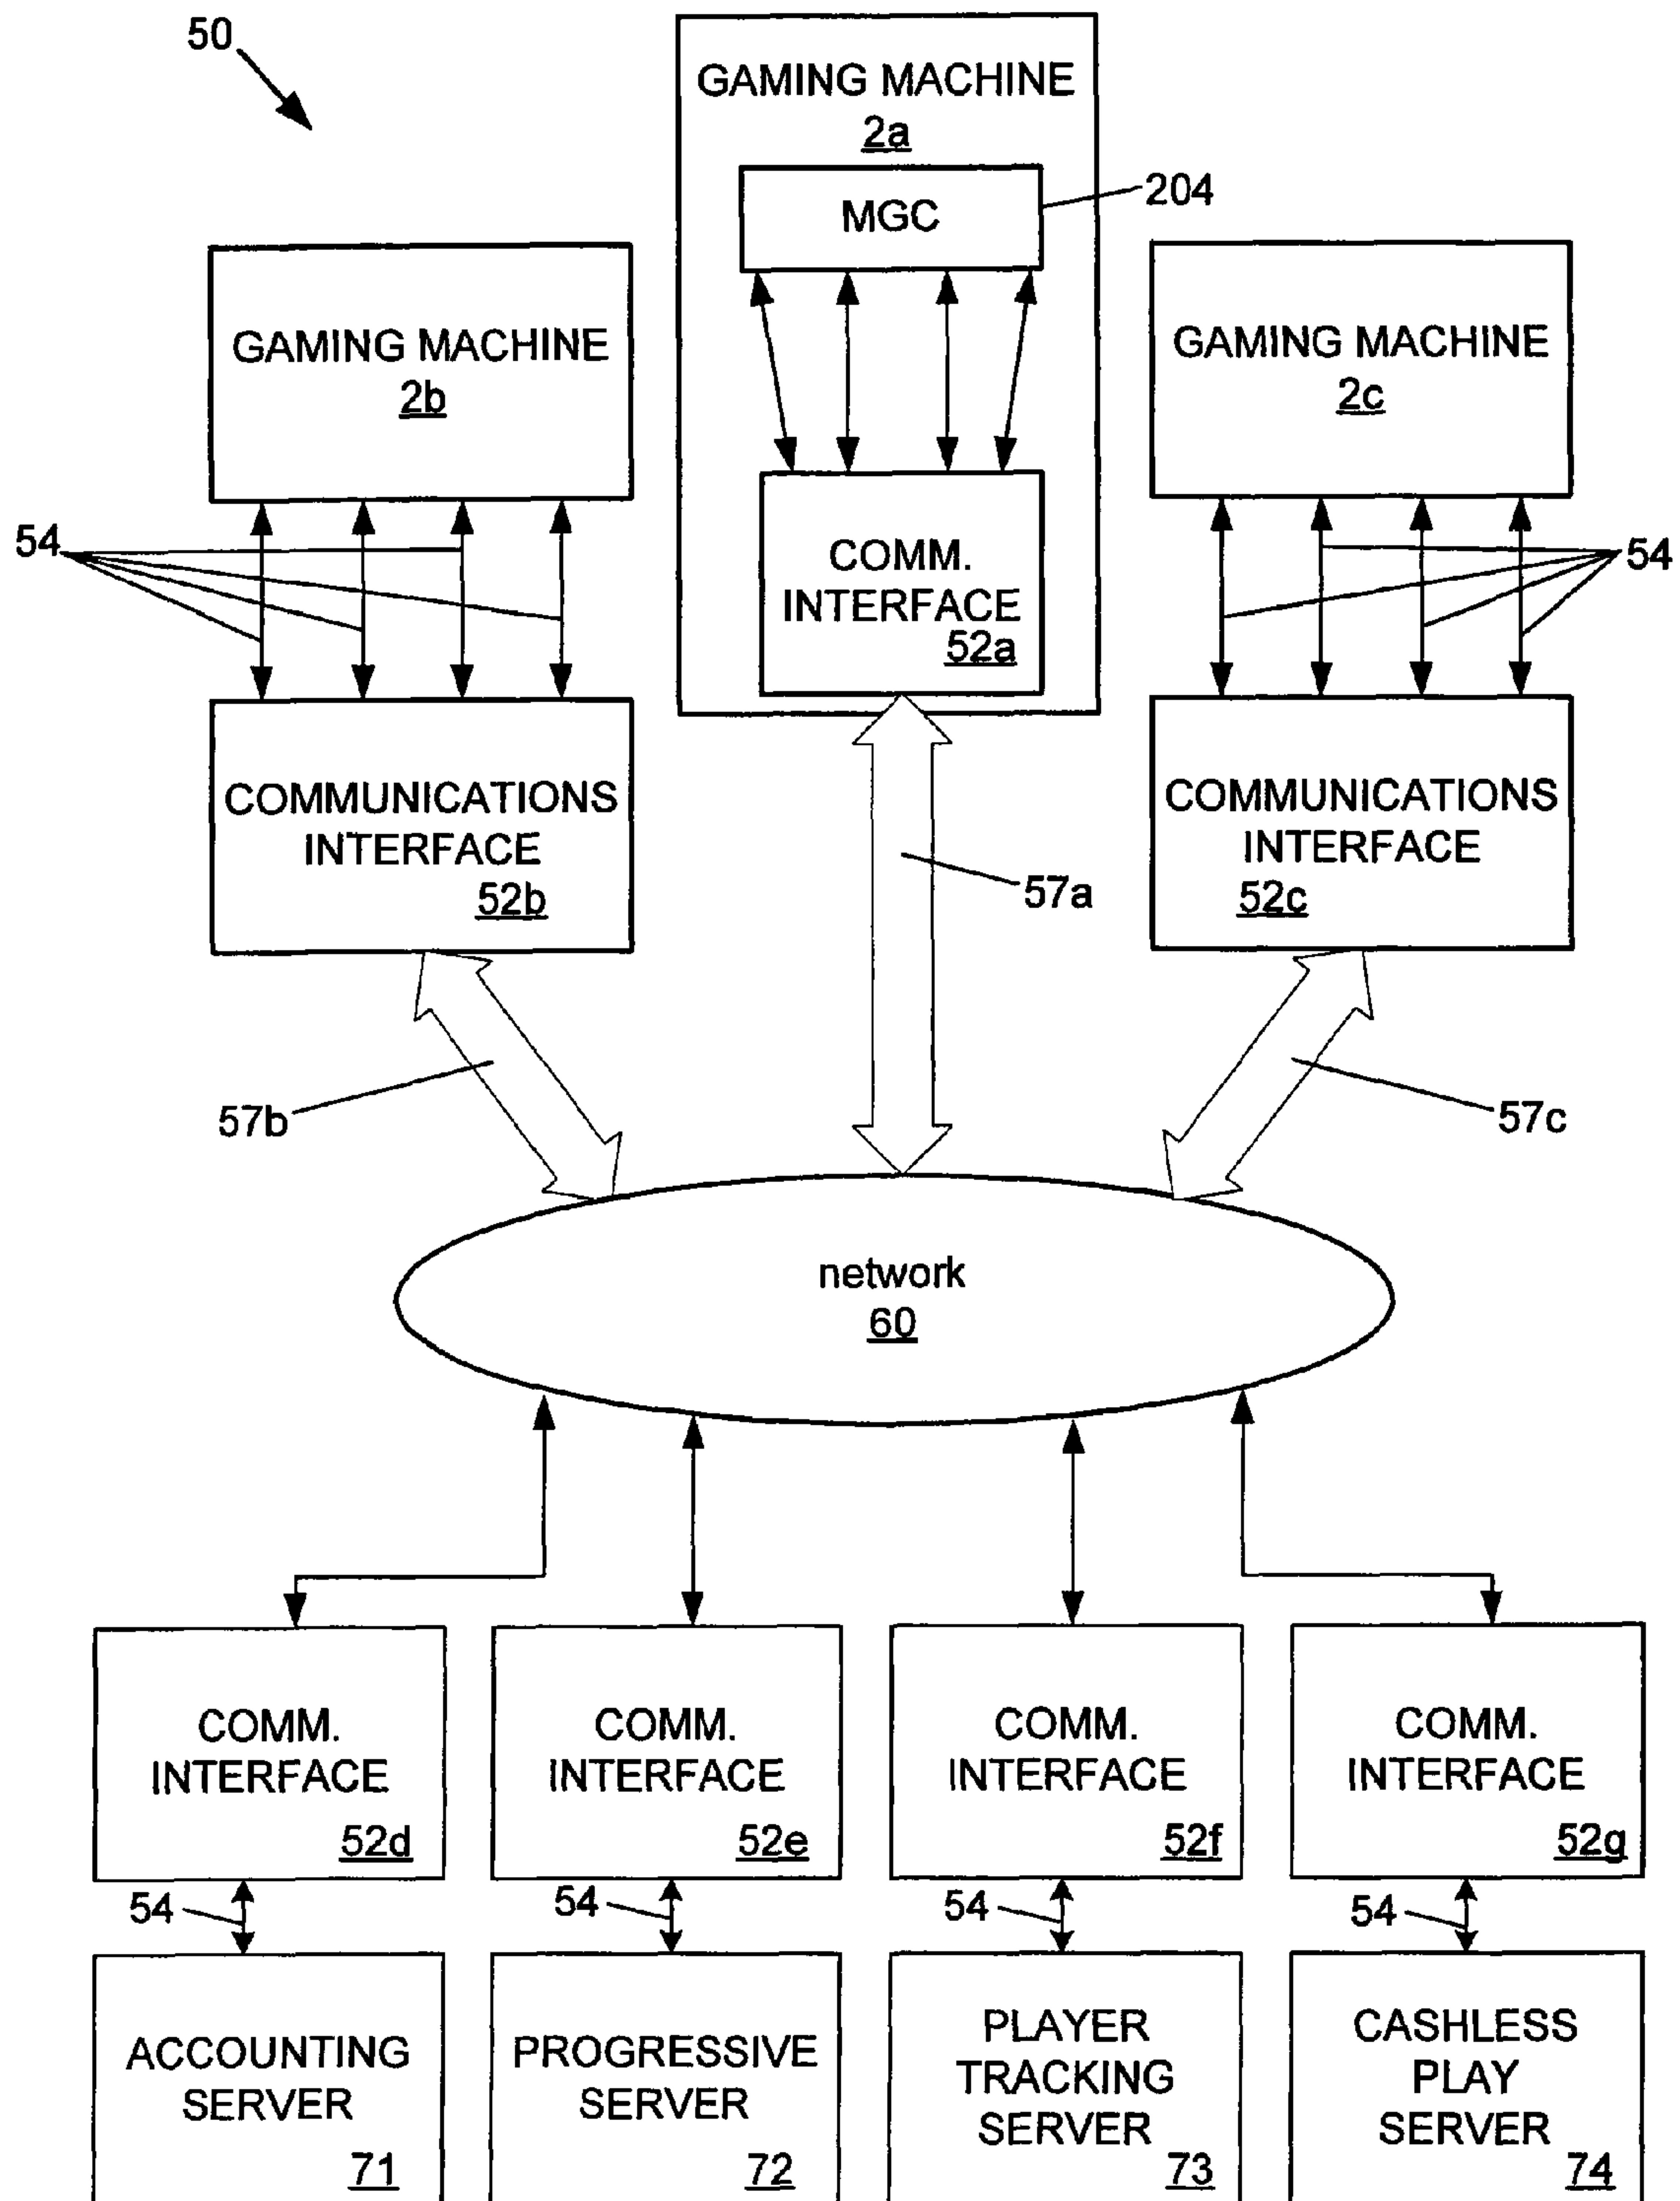 50
GAMING MACHINE
2a
MGC
204
GAMING MACHINE
2b
GAMING MACHINE
2c
54
COMM.
INTERFACE
52a
54
COMMUNICATIONS
INTERFACE
52b
COMMUNICATIONS
INTERFACE
52c
57a
57b
57c
network
60
COMM.
INTERFACE
52d
COMM.
INTERFACE
52e
COMM.
INTERFACE
52f
COMM.
INTERFACE
52g
54
54
54
54
ACCOUNTING
SERVER
71
PROGRESSIVE
SERVER
72
PLAYER
TRACKING
SERVER
73
CASHLESS
PLAY
SERVER
74